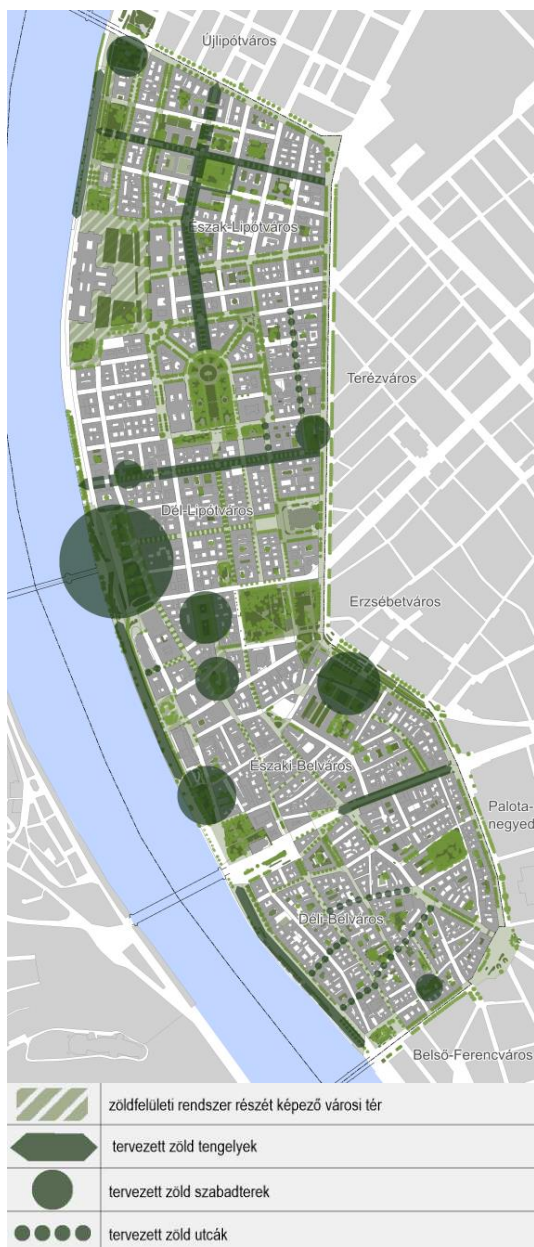 Újlipótváros
Észak-Lipótváros
Terézváros
Dél-Lipótváros
Erzsébetváros
Északi-Belváros
Palota-
negyed
Déli-Belváros
Belső-Ferencváros
zöldfelületi rendszer részét képező városi tér
tervezett zöld tengelyek
tervezett zöld szabadterek
tervezett zöld utcák